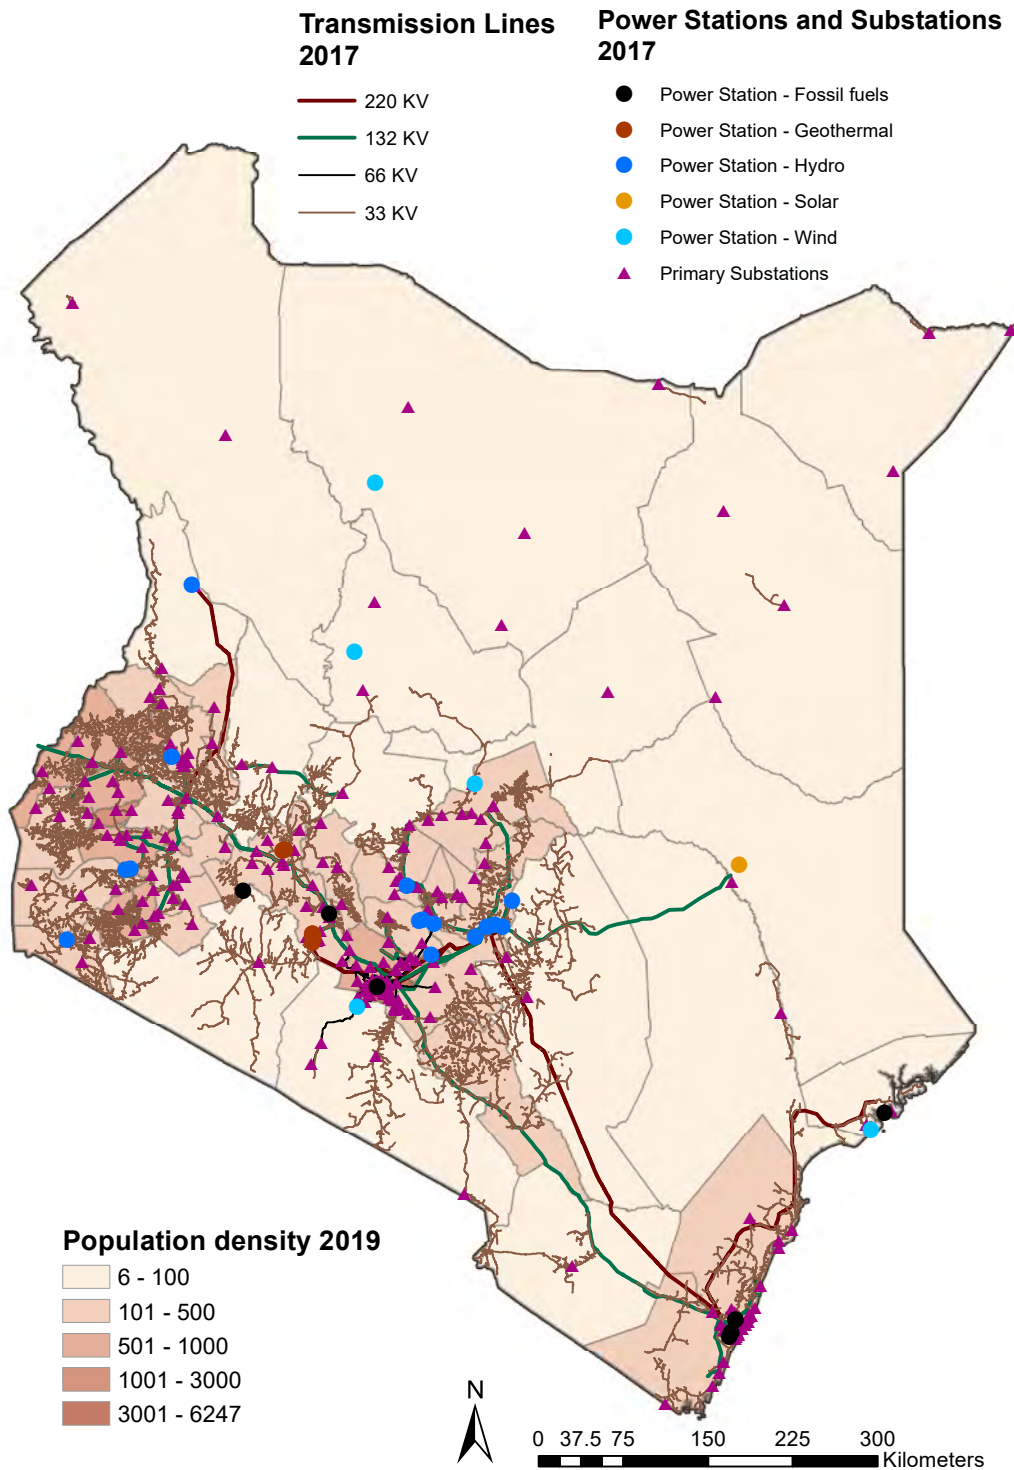 Transmission Lines
2017
220 KV
132 KV
66 KV
33 KV
Power Stations and Substations
2017
Power Station - Fossil fuels
Power Station - Geothermal
Power Station - Hydro
Power Station - Solar
Power Station - Wind
Primary Substations
Population density 2019
6 - 100
101 - 500
501 - 1000
1001 - 3000
3001 - 6247
N
0 37.5 75 150 225 300
Kilometers